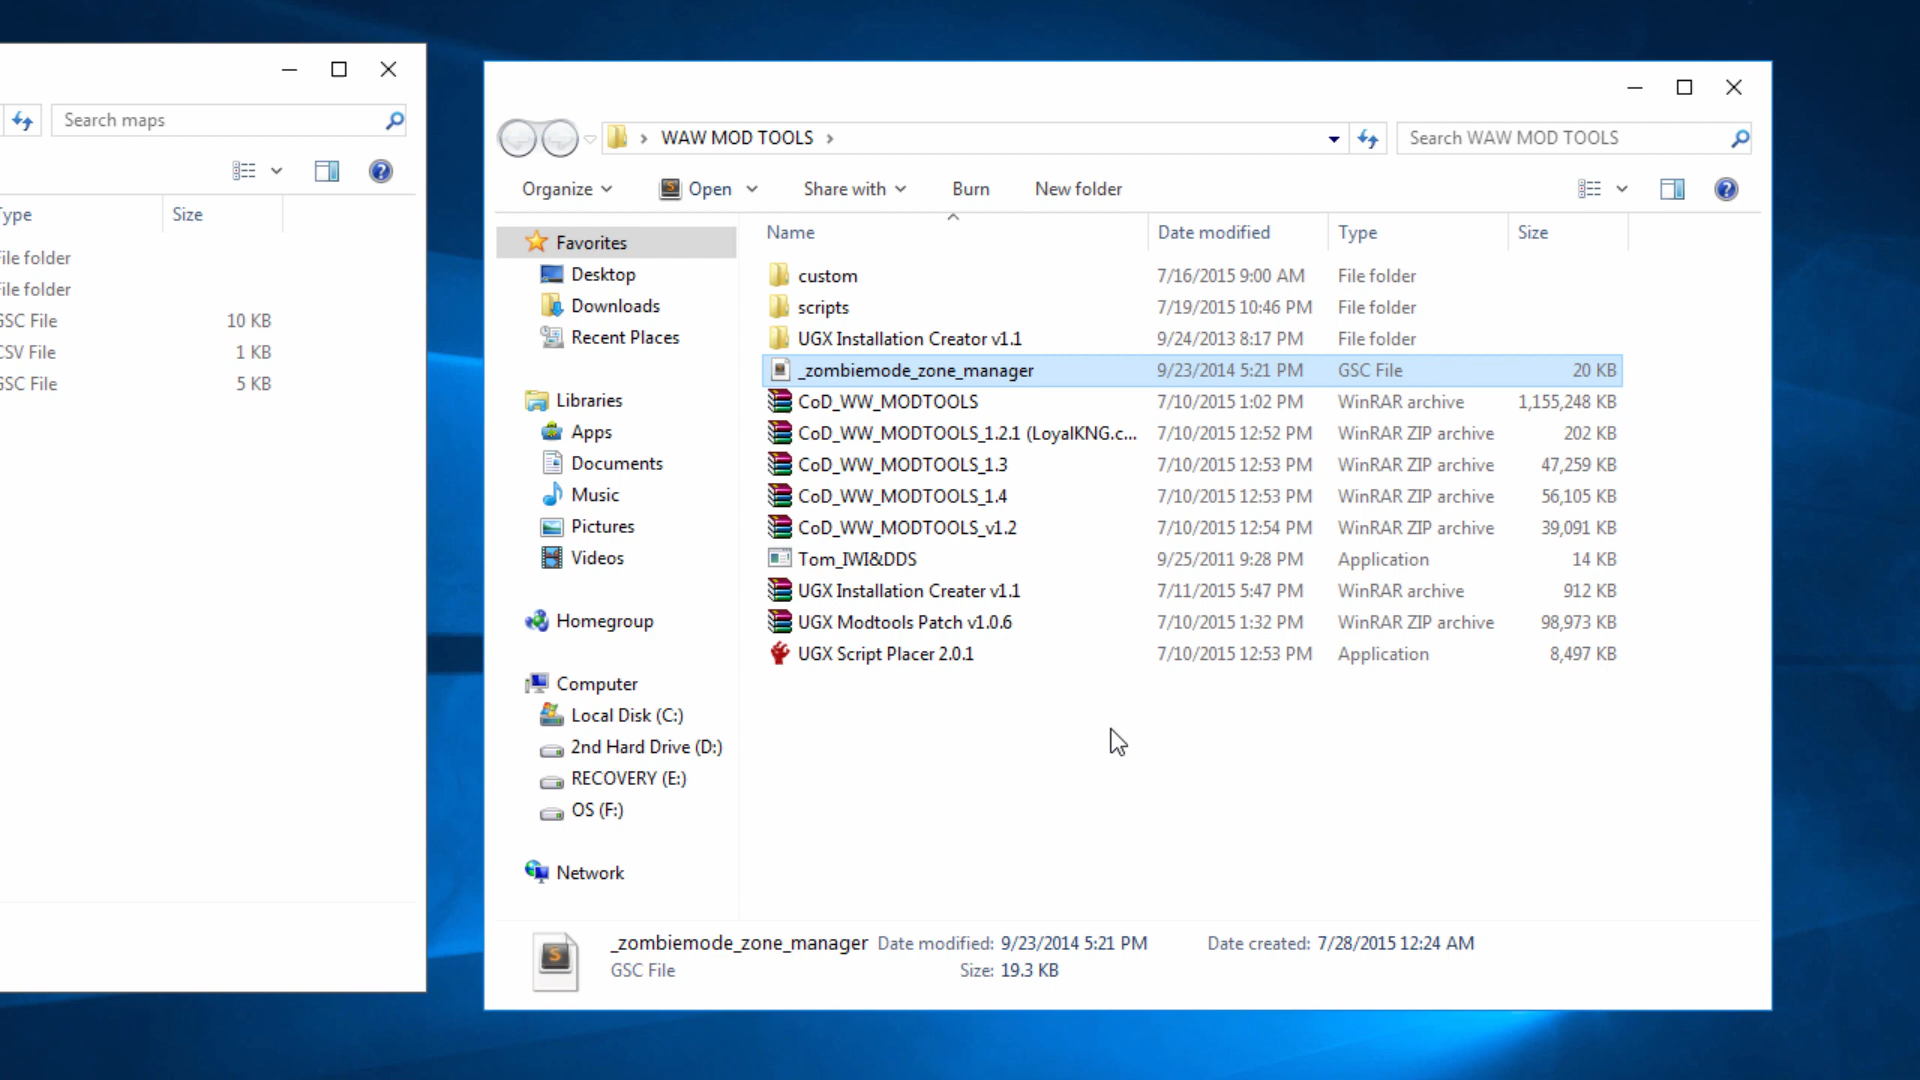 Search maps
Type Size
File folder
File folder
GSC File 10 KB
CSV File 1 KB
GSC File 5 KB
WAW MOD TOOLS
Search WAW MOD TOOLS
Organize Open Share with Burn New folder
Favorites
Desktop
Downloads
Recent Places
Libraries
Apps
Documents
Music
Pictures
Videos
Homegroup
Computer
Local Disk (C:)
2nd Hard Drive (D:)
RECOVERY (E:)
OS (F:)
Network
Name Date modified Type Size
custom 7/16/2015 9:00 AM File folder
scripts 7/19/2015 10:46 PM File folder
UGX Installation Creator v1.1 9/24/2013 8:17 PM File folder
_zombiemode_zone_manager 9/23/2014 5:21 PM GSC File 20 KB
CoD_WW_MODTOOLS 7/10/2015 1:02 PM WinRAR archive 1,155,248 KB
CoD_WW_MODTOOLS_1.2.1 (LoyalKNG.c... 7/10/2015 12:52 PM WinRAR ZIP archive 202 KB
CoD_WW_MODTOOLS_1.3 7/10/2015 12:53 PM WinRAR ZIP archive 47,259 KB
CoD_WW_MODTOOLS_1.4 7/10/2015 12:53 PM WinRAR ZIP archive 56,105 KB
CoD_WW_MODTOOLS_v1.2 7/10/2015 12:54 PM WinRAR ZIP archive 39,091 KB
Tom_IWI&DDS 9/25/2011 9:28 PM Application 14 KB
UGX Installation Creater v1.1 7/11/2015 5:47 PM WinRAR archive 912 KB
UGX Modtools Patch v1.0.6 7/10/2015 1:32 PM WinRAR ZIP archive 98,973 KB
UGX Script Placer 2.0.1 7/10/2015 12:53 PM Application 8,497 KB
_zombiemode_zone_manager Date modified: 9/23/2014 5:21 PM Date created: 7/28/2015 12:24 AM
GSC File Size: 19.3 KB